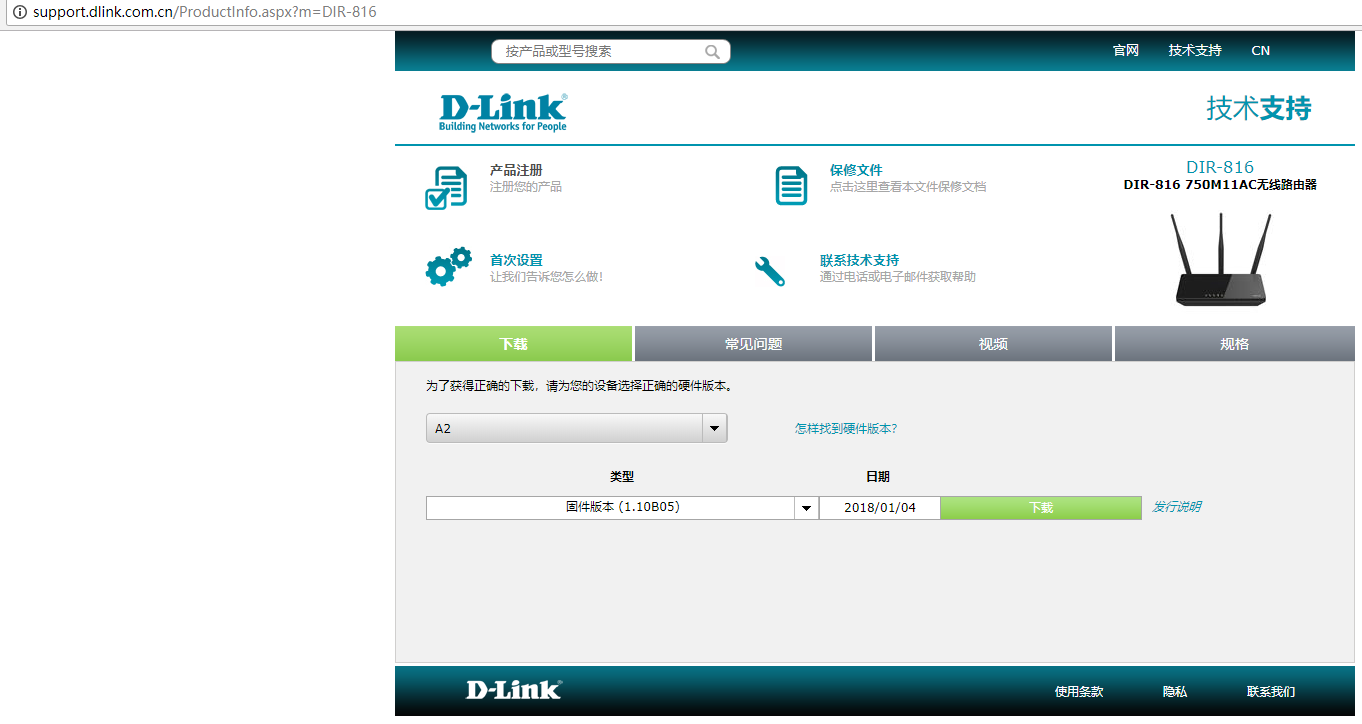 support.dlink.com.cn/ProductInfo.aspx?m=DIR-816
按产品或型号搜索
官网 技术支持 CN
D-Link®
Building Networks for People
技术支持
产品注册
注册您的产品
保修文件
点击这里查看本文件保修文档
DIR-816
DIR-816 750M11AC无线路由器
首次设置
让我们告诉您怎么做!
联系技术支持
通过电话或电子邮件获取帮助
下载 常见问题 视频 规格
为了获得正确的下载，请为您的设备选择正确的硬件版本。
A2 怎样找到硬件版本?
类型 日期
固件版本 (1.10B05) 2018/01/04 下载 发行说明
D-Link® 使用条款 隐私 联系我们